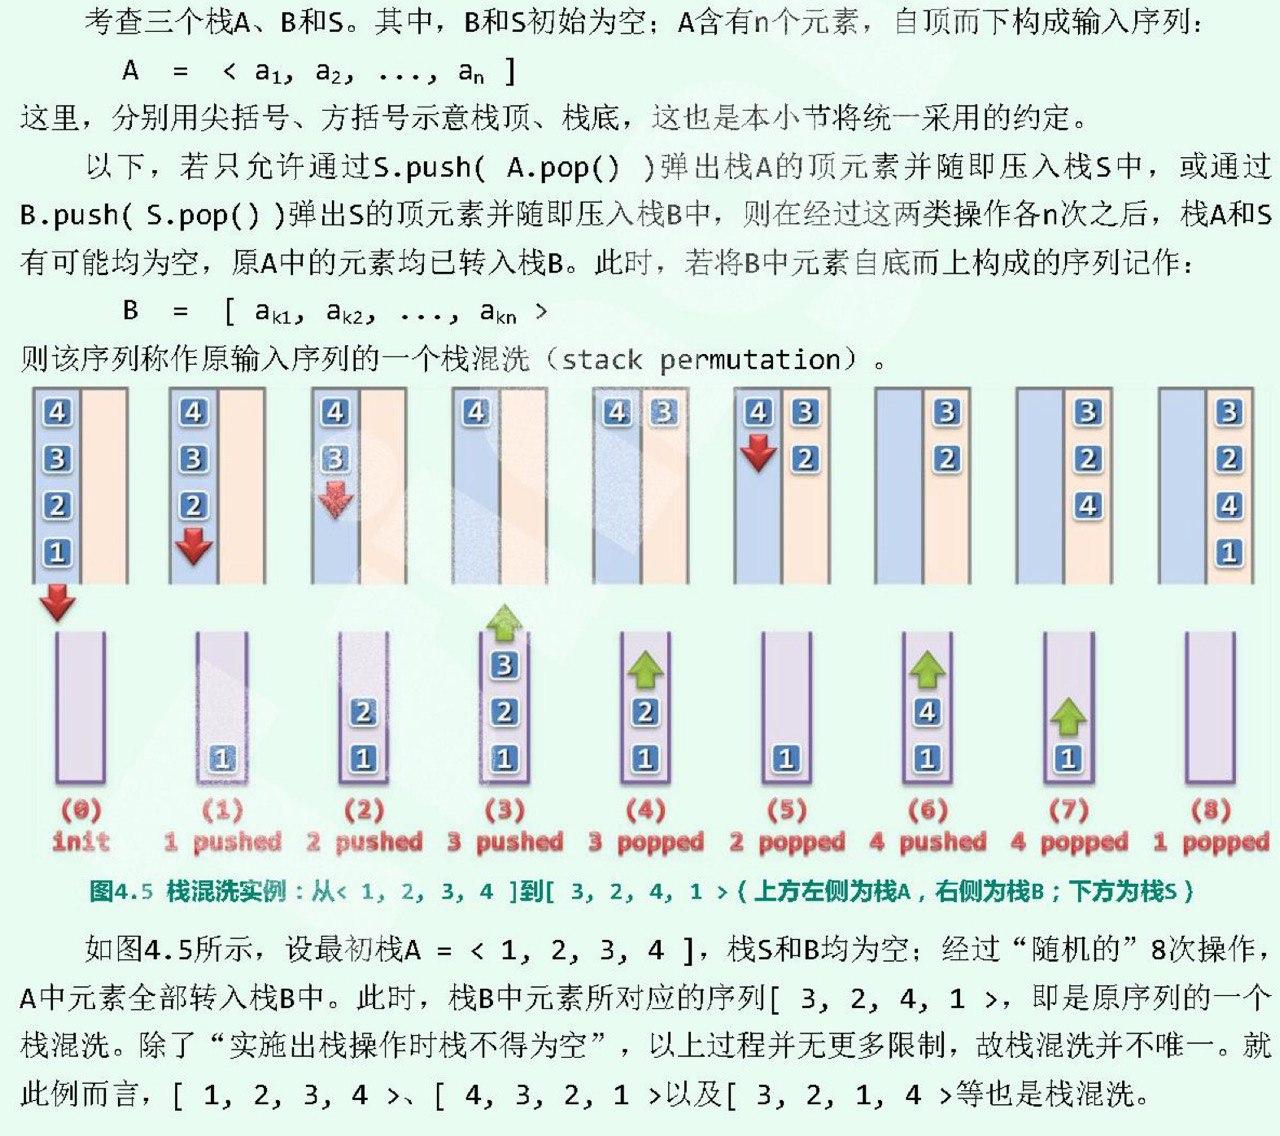 考查三个栈A、B和S。其中，B和S初始为空；A含有n个元素，自顶而下构成输入序列：
A = < a1, a2, ..., an ]
这里，分别用尖括号、方括号示意栈顶、栈底，这也是本小节将统一采用的约定。
以下，若只允许通过S.push( A.pop() )弹出栈A的顶元素并随即压入栈S中，或通过
B.push( S.pop() )弹出S的顶元素并随即压入栈B中，则在经过这两类操作各n次之后，栈A和S
有可能均为空，原A中的元素均已转入栈B。此时，若将B中元素自底而上构成的序列记作：
B = [ ak1, ak2, ..., akn >
则该序列称作原输入序列的一个栈混洗（stack permutation）。
4 4 4 4 4 3 4 3 3 3 3
3 3 3 2 2 2 2
2 2 4 4
1 1
3
2 2 2 4
1 1 1 1 1 1 1
(0) (1) (2) (3) (4) (5) (6) (7) (8)
init 1 pushed 2 pushed 3 pushed 3 popped 2 popped 4 pushed 4 popped 1 popped
图4.5 栈混洗实例：从< 1, 2, 3, 4 ]到[ 3, 2, 4, 1 >（上方左侧为栈A，右侧为栈B；下方为栈S）
如图4.5所示，设最初栈A = < 1, 2, 3, 4 ]，栈S和B均为空；经过“随机的”8次操作，
A中元素全部转入栈B中。此时，栈B中元素所对应的序列[ 3, 2, 4, 1 >，即是原序列的一个
栈混洗。除了“实施出栈操作时栈不得为空”，以上过程并无更多限制，故栈混洗并不唯一。就
此例而言，[ 1, 2, 3, 4 >、[ 4, 3, 2, 1 >以及[ 3, 2, 1, 4 >等也是栈混洗。